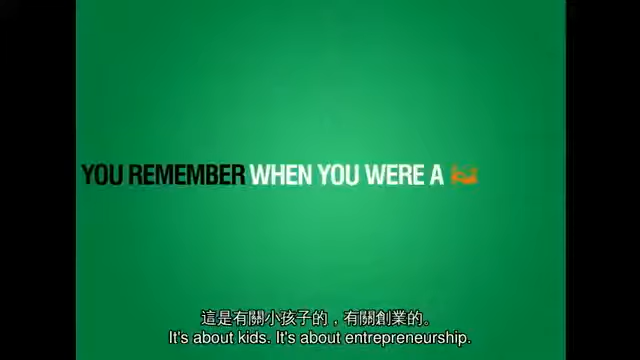 YOU REMEMBER WHEN YOU WERE A
這是有關小孩子的，有關創業的。
It's about kids. It's about entrepreneurship.